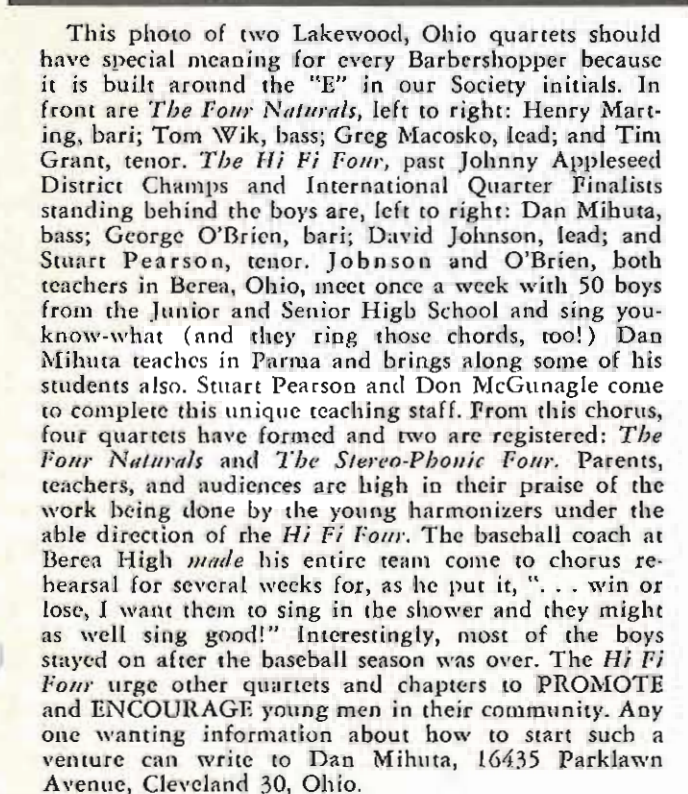 This photo of two Lakewood, Ohio quartets should
have special meaning for every Barbershopper because
it is built around the "E" in our Society initials. In
front are The Four Naturals, left to right: Henry Mart-
ing, bari; Tom Wik, bass; Greg Macosko, lead; and Tim
Grant, tenor. The Hi Fi Four, past Johnny Appleseed
District Champs and International Quarter Finalists
standing behind the boys are, left to right: Dan Mihuta,
bass; George O'Brien, bari; David Johnson, lead; and
Stuart Pearson, tenor. Johnson and O'Brien, both
teachers in Berea, Ohio, meet once a week with 50 boys
from the Junior and Senior High School and sing you-
know-what (and they ring those chords, too!) Dan
Mihuta teaches in Parma and brings along some of his
students also. Stuart Pearson and Don McGunagle come
to complete this unique teaching staff. From this chorus,
four quartets have formed and two are registered: The
Four Naturals and The Stereo-Phonic Four. Parents,
teachers, and audiences are high in their praise of the
work being done by the young harmonizers under the
able direction of the Hi Fi Four. The baseball coach at
Berea High made his entire team come to chorus re-
hearsal for several weeks for, as he put it, ". . . win or
lose, I want them to sing in the shower and they might
as well sing good!" Interestingly, most of the boys
stayed on after the baseball season was over. The Hi Fi
Four urge other quartets and chapters to PROMOTE
and ENCOURAGE young men in their community. Any
one wanting information about how to start such a
venture can write to Dan Mihuta, 16435 Parklawn
Avenue, Cleveland 30, Ohio.